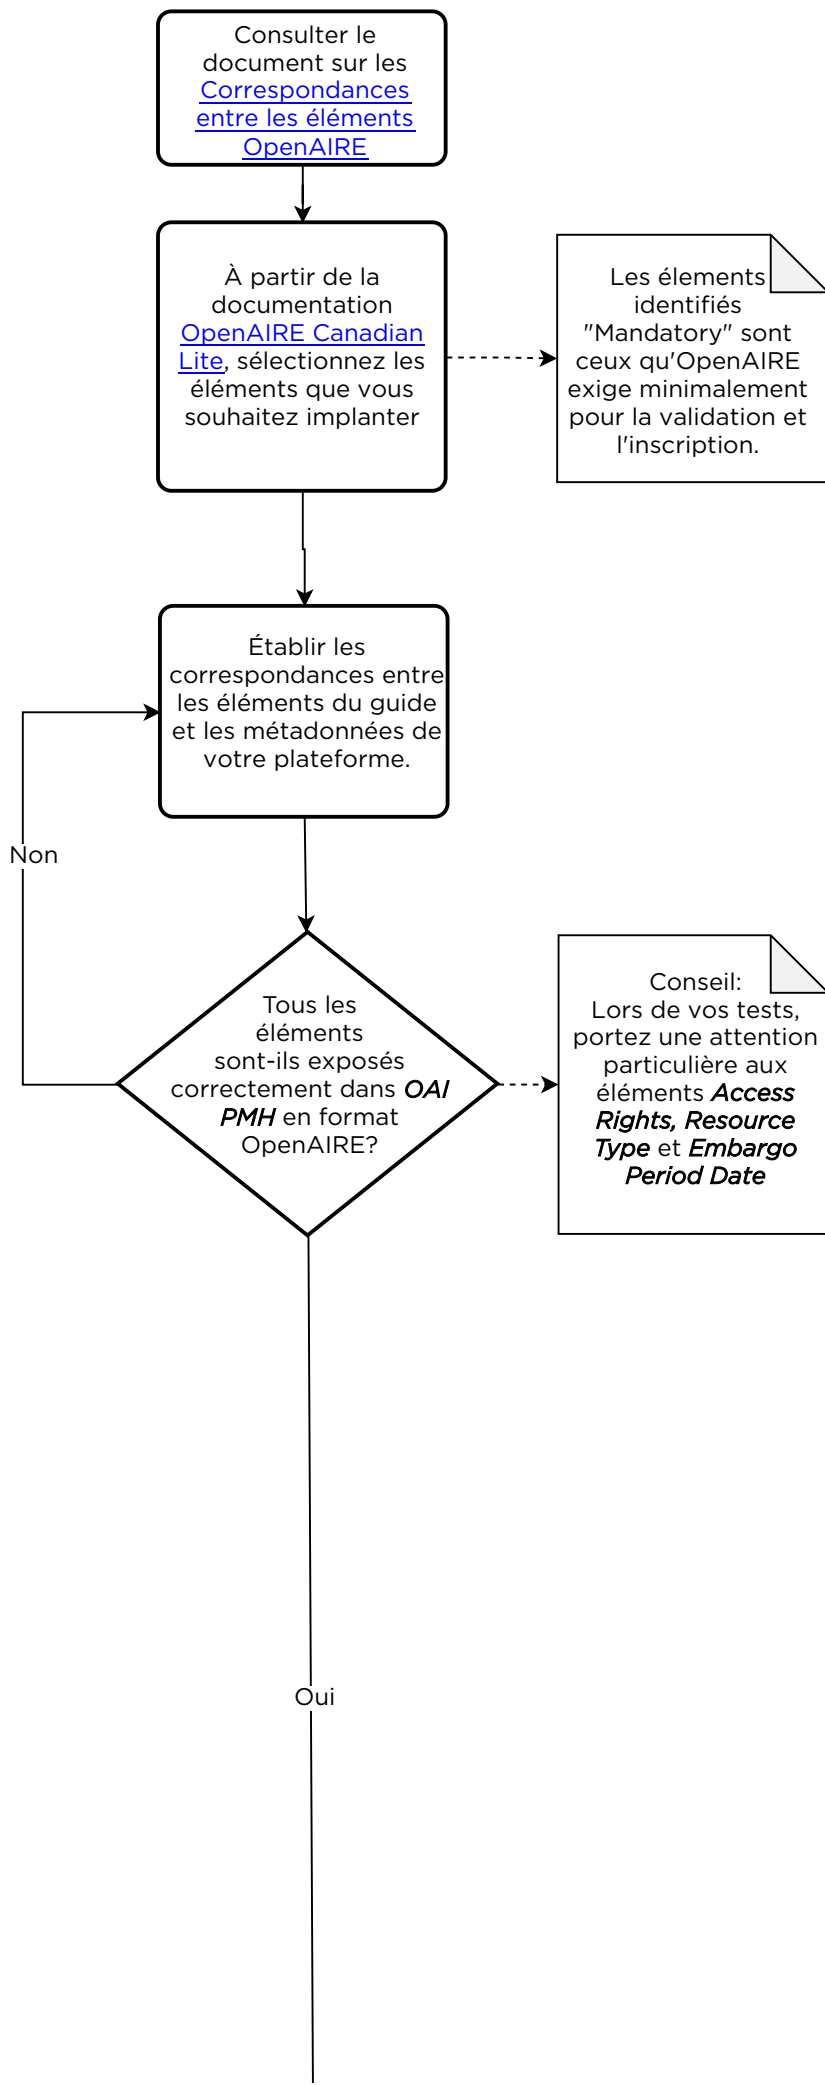 Consulter le
document sur les
Correspondances
entre les éléments
OpenAIRE
À partir de la
documentation
OpenAIRE Canadian
Lite, sélectionnez les
éléments que vous
souhaitez implanter
Les élements
identifiés
"Mandatory" sont
ceux qu'OpenAIRE
exige minimalement
pour la validation et
l'inscription.
Établir les
correspondances entre
les éléments du guide
et les métadonnées de
votre plateforme.
Non
Tous les
éléments
sont-ils exposés
correctement dans OAI
PMH en format
OpenAIRE?
Conseil:
Lors de vos tests,
portez une attention
particulière aux
éléments Access
Rights, Resource
Type et Embargo
Period Date
Oui